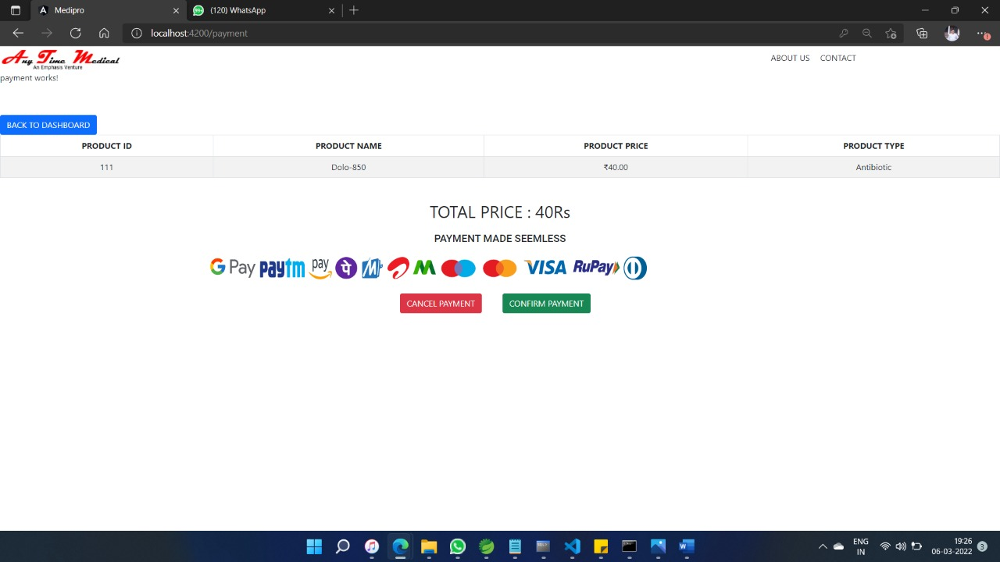 Medipro
(120) WhatsApp
localhost:4200/payment
Any Time Medical
An Emphasis Venture
ABOUT US CONTACT
payment works!
BACK TO DASHBOARD
PRODUCT ID PRODUCT NAME PRODUCT PRICE PRODUCT TYPE
111 Dolo-850 ₹40.00 Antibiotic
TOTAL PRICE : 40Rs
PAYMENT MADE SEEMLESS
G Pay paytm pay पे M VISA RuPay
CANCEL PAYMENT CONFIRM PAYMENT
ENG
IN
19:26
06-03-2022
3